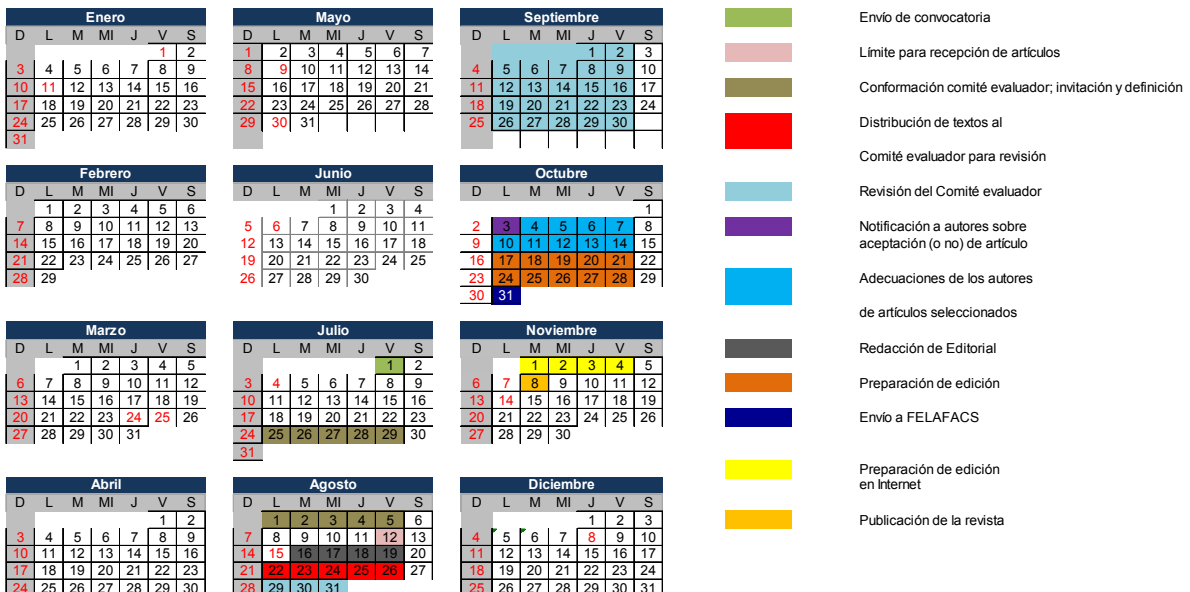 Enero
D L M MI J V S
1 2
3 4 5 6 7 8 9
10 11 12 13 14 15 16
17 18 19 20 21 22 23
24 25 26 27 28 29 30
31
Febrero
D L M MI J V S
1 2 3 4 5 6
7 8 9 10 11 12 13
14 15 16 17 18 19 20
21 22 23 24 25 26 27
28 29
Marzo
D L M MI J V S
1 2 3 4 5
6 7 8 9 10 11 12
13 14 15 16 17 18 19
20 21 22 23 24 25 26
27 28 29 30 31
Abril
D L M MI J V S
1 2
3 4 5 6 7 8 9
10 11 12 13 14 15 16
17 18 19 20 21 22 23
24 25 26 27 28 29 30
Mayo
D L M MI J V S
1 2 3 4 5 6 7
8 9 10 11 12 13 14
15 16 17 18 19 20 21
22 23 24 25 26 27 28
29 30 31
Junio
D L M MI J V S
1 2 3 4
5 6 7 8 9 10 11
12 13 14 15 16 17 18
19 20 21 22 23 24 25
26 27 28 29 30
Julio
D L M MI J V S
1 2
3 4 5 6 7 8 9
10 11 12 13 14 15 16
17 18 19 20 21 22 23
24 25 26 27 28 29 30
31
Agosto
D L M MI J V S
1 2 3 4 5 6
7 8 9 10 11 12 13
14 15 16 17 18 19 20
21 22 23 24 25 26 27
28 29 30 31
Septiembre
D L M MI J V S
1 2 3
4 5 6 7 8 9 10
11 12 13 14 15 16 17
18 19 20 21 22 23 24
25 26 27 28 29 30
Octubre
D L M MI J V S
1
2 3 4 5 6 7 8
9 10 11 12 13 14 15
16 17 18 19 20 21 22
23 24 25 26 27 28 29
30 31
Noviembre
D L M MI J V S
1 2 3 4 5
6 7 8 9 10 11 12
13 14 15 16 17 18 19
20 21 22 23 24 25 26
27 28 29 30
Diciembre
D L M MI J V S
1 2 3
4 5 6 7 8 9 10
11 12 13 14 15 16 17
18 19 20 21 22 23 24
25 26 27 28 29 30 31
Envío de convocatoria
Límite para recepción de artículos
Conformación comité evaluador; invitación y definición
Distribución de textos al
Comité evaluador para revisión
Revisión del Comité evaluador
Notificación a autores sobre
aceptación (o no) de artículo
Adecuaciones de los autores
de artículos seleccionados
Redacción de Editorial
Preparación de edición
Envío a FELAFACS
Preparación de edición
en Internet
Publicación de la revista